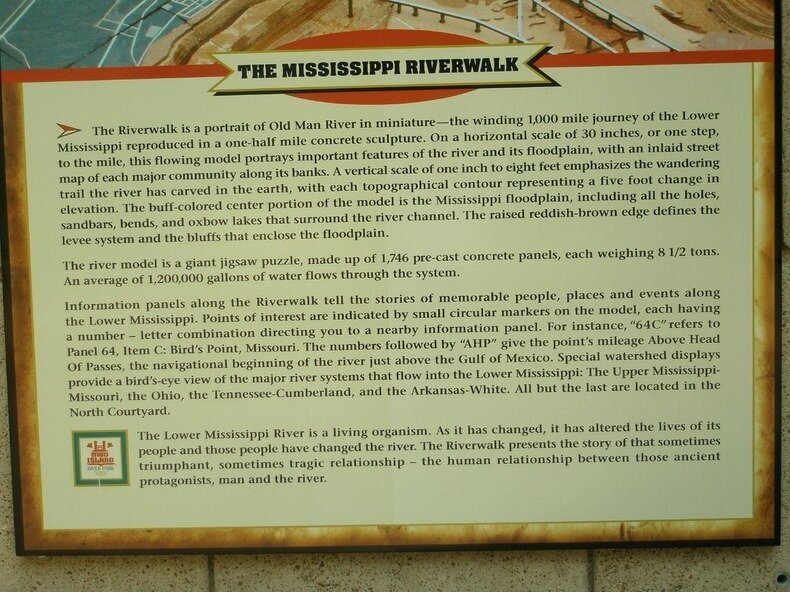 THE MISSISSIPPI RIVERWALK
The Riverwalk is a portrait of Old Man River in miniature—the winding 1,000 mile journey of the Lower
Mississippi reproduced in a one-half mile concrete sculpture. On a horizontal scale of 30 inches, or one step,
to the mile, this flowing model portrays important features of the river and its floodplain, with an inlaid street
map of each major community along its banks. A vertical scale of one inch to eight feet emphasizes the wandering
trail the river has carved in the earth, with each topographical contour representing a five foot change in
elevation. The buff-colored center portion of the model is the Mississippi floodplain, including all the holes,
sandbars, bends, and oxbow lakes that surround the river channel. The raised reddish-brown edge defines the
levee system and the bluffs that enclose the floodplain.
The river model is a giant jigsaw puzzle, made up of 1,746 pre-cast concrete panels, each weighing 8 1/2 tons.
An average of 1,200,000 gallons of water flows through the system.
Information panels along the Riverwalk tell the stories of memorable people, places and events along
the Lower Mississippi. Points of interest are indicated by small circular markers on the model, each having
a number – letter combination directing you to a nearby information panel. For instance, "64C" refers to
Panel 64, Item C: Bird's Point, Missouri. The numbers followed by "AHP" give the point's mileage Above Head
Of Passes, the navigational beginning of the river just above the Gulf of Mexico. Special watershed displays
provide a bird's-eye view of the major river systems that flow into the Lower Mississippi: The Upper Mississippi-
Missouri, the Ohio, the Tennessee-Cumberland, and the Arkansas-White. All but the last are located in the
North Courtyard.
The Lower Mississippi River is a living organism. As it has changed, it has altered the lives of its
people and those people have changed the river. The Riverwalk presents the story of that sometimes
triumphant, sometimes tragic relationship – the human relationship between those ancient
protagonists, man and the river.
MUD
ISLAND
RIVER PARK